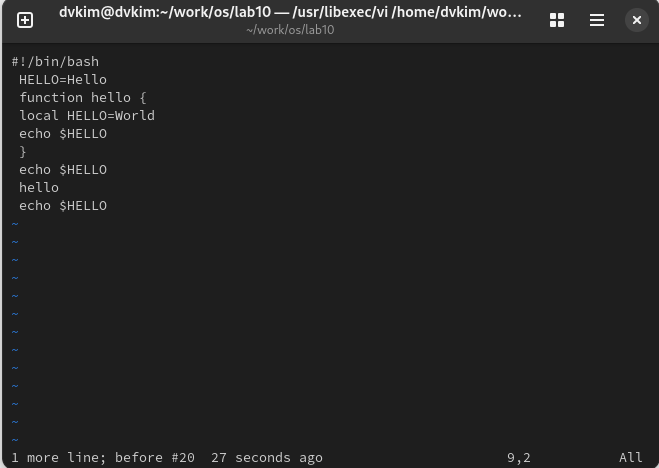 dvkim@dvkim:~/work/os/lab10 — /usr/libexec/vi /home/dvkim/wo…
~/work/os/lab10
#!/bin/bash
 HELLO=Hello
 function hello {
 local HELLO=World
 echo $HELLO
 }
 echo $HELLO
 hello
 echo $HELLO
~
~
~
~
~
~
~
~
~
~
~
~
~
1 more line; before #20  27 seconds ago 9,2 All